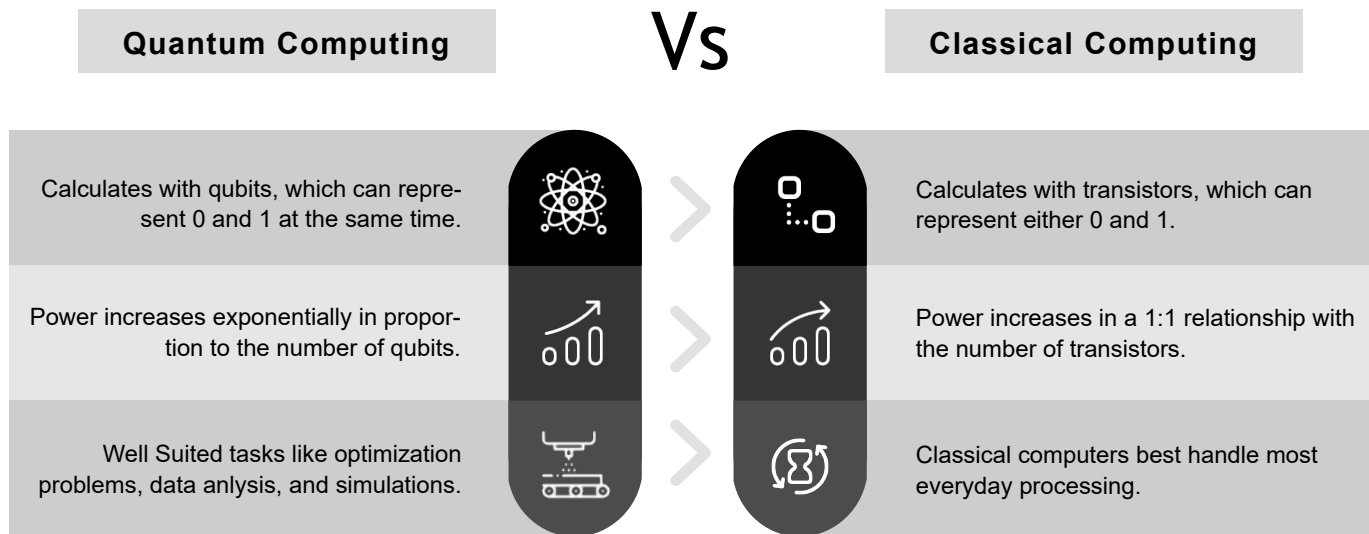 Quantum Computing
Vs
Classical Computing
Calculates with qubits, which can repre-
sent 0 and 1 at the same time.
Calculates with transistors, which can
represent either 0 and 1.
Power increases exponentially in propor-
tion to the number of qubits.
Power increases in a 1:1 relationship with
the number of transistors.
Well Suited tasks like optimization
problems, data anlysis, and simulations.
Classical computers best handle most
everyday processing.